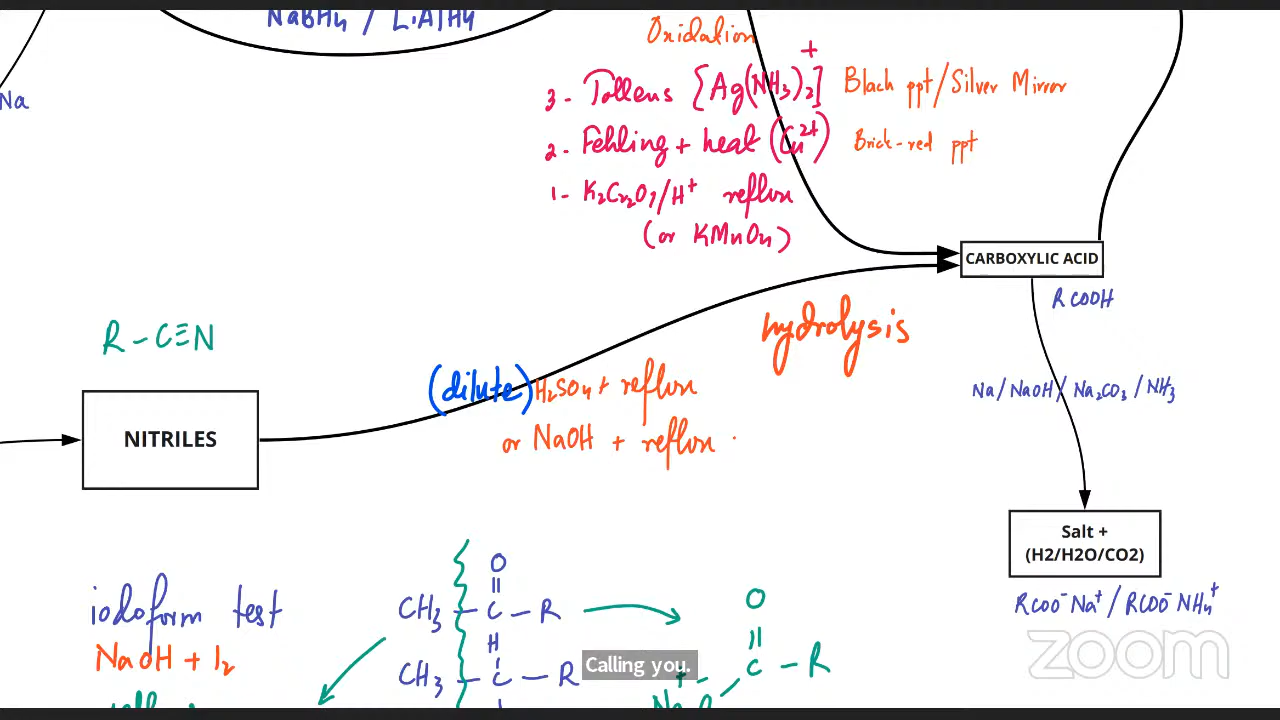 NaBH4 / LiAlH4
Na
Oxidation
3- Tollens [Ag(NH3)2]+ Black ppt/Silver Mirror
2- Fehling + heat (Cu2+) Brick-red ppt
1- K2Cr2O7/H+ reflux
(or KMnO4)
CARBOXYLIC ACID
RCOOH
hydrolysis
R-C≡N
NITRILES
(dilute) H2SO4 + reflux
or NaOH + reflux
Na/NaOH/Na2CO3/NH3
Salt +
(H2/H2O/CO2)
RCOO-Na+/RCOO-NH4+
iodoform test
NaOH + I2
O
CH3-C-R
H
CH3-C-R
O
C-R
Calling you.
zoom